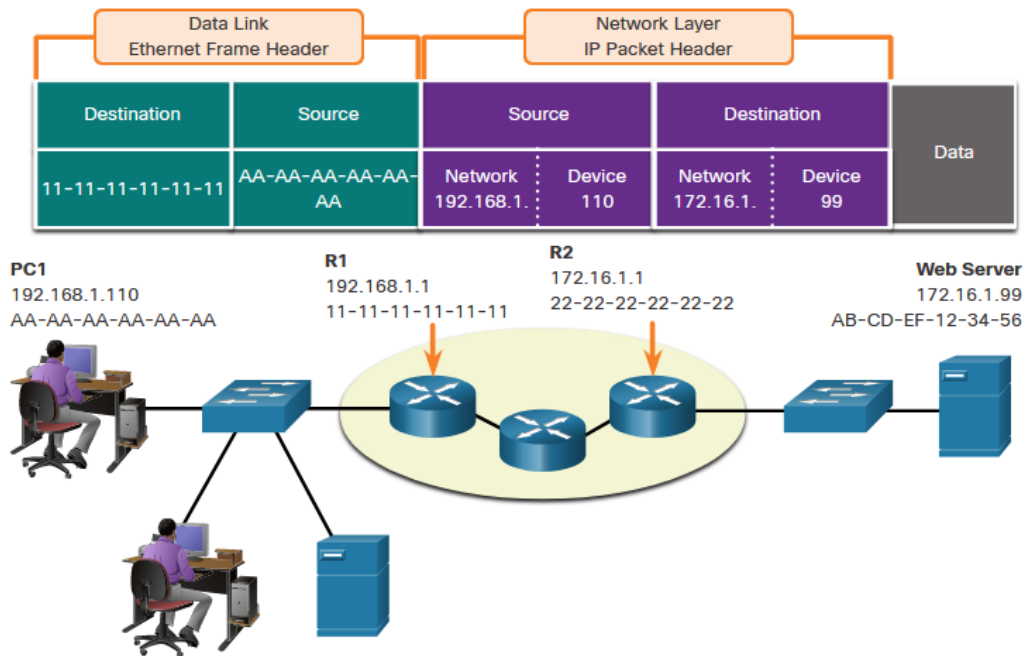 Data Link
Ethernet Frame Header
Network Layer
IP Packet Header
Destination
Source
Source
Destination
Data
11-11-11-11-11-11
AA-AA-AA-AA-AA-
AA
Network
192.168.1.
Device
110
Network
172.16.1.
Device
99
PC1
192.168.1.110
AA-AA-AA-AA-AA-AA
R1
192.168.1.1
11-11-11-11-11-11
R2
172.16.1.1
22-22-22-22-22-22
Web Server
172.16.1.99
AB-CD-EF-12-34-56